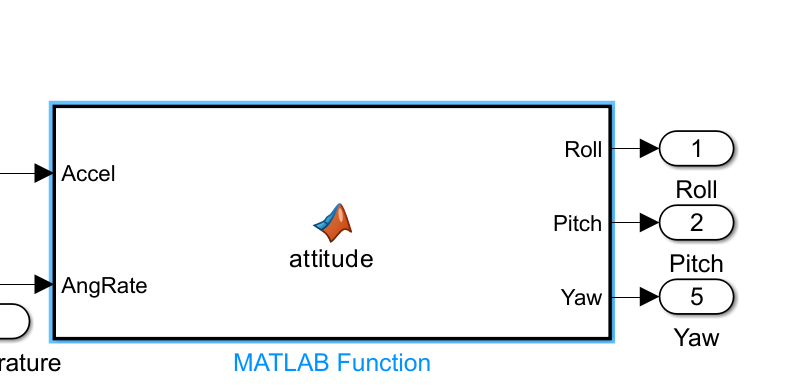 Accel
AngRate
attitude
Roll
Pitch
Yaw
1
Roll
2
Pitch
5
Yaw
rature
MATLAB Function